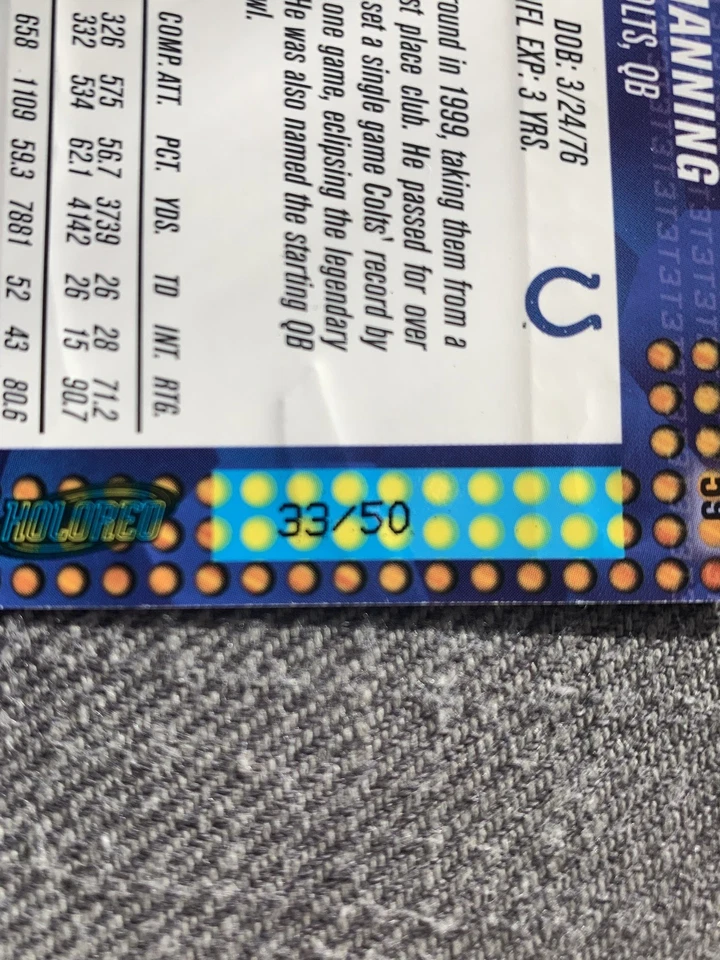 ANNING
OLTS, QB
59
DOB: 3/24/76
NFL EXP: 3 YRS.
ound in 1999, taking them from a
st place club. He passed for over
set a single game Colts' record by
one game, eclipsing the legendary
He was also named the starting QB
wl.
COMP. ATT. PCT. YDS. TD INT. RTG.
326 575 56.7 3739 26 28 71.2
332 534 62.1 4142 26 15 90.7
658 1109 59.3 7881 52 43 80.6
33/50
HOLORED